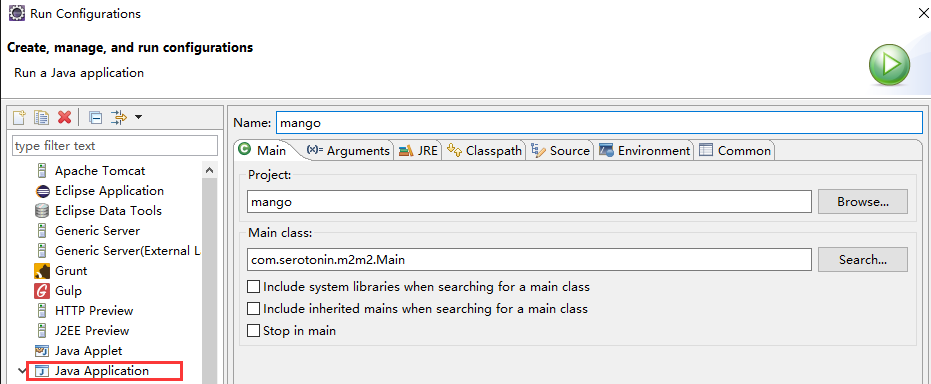 Run Configurations
Create, manage, and run configurations
Run a Java application
type filter text
Apache Tomcat
Eclipse Application
Eclipse Data Tools
Generic Server
Generic Server(External L
Grunt
Gulp
HTTP Preview
J2EE Preview
Java Applet
Java Application
Name: mango
Main (x)= Arguments JRE Classpath Source Environment Common
Project:
mango Browse...
Main class:
com.serotonin.m2m2.Main Search...
Include system libraries when searching for a main class
Include inherited mains when searching for a main class
Stop in main